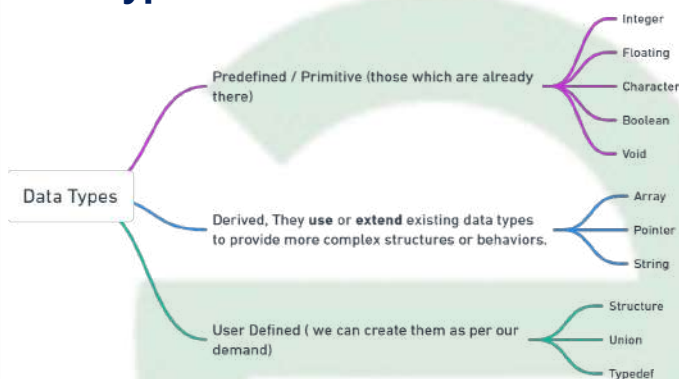 Data Types
Predefined / Primitive (those which are already
there)
Integer
Floating
Character
Boolean
Void
Derived, They use or extend existing data types
to provide more complex structures or behaviors.
Array
Pointer
String
User Defined ( we can create them as per our
demand)
Structure
Union
Typedef